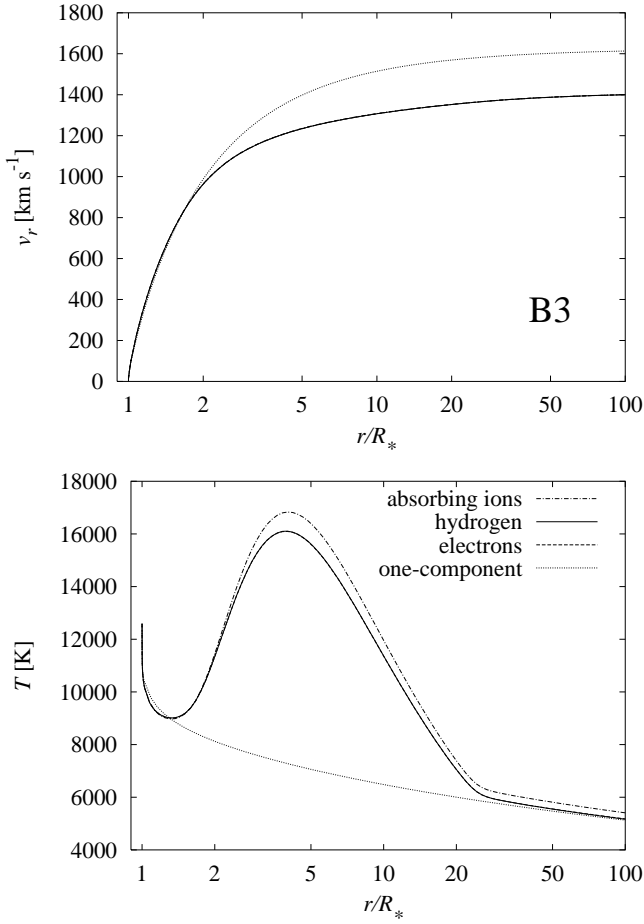 1800
1600
1400
1200
1000
800
600
400
200
0
v_r [km s⁻¹]
B3
1 2 5 10 20 50 100
r/R_*
18000
16000
14000
12000
10000
8000
6000
4000
T [K]
absorbing ions
hydrogen
electrons
one-component
1 2 5 10 20 50 100
r/R_*